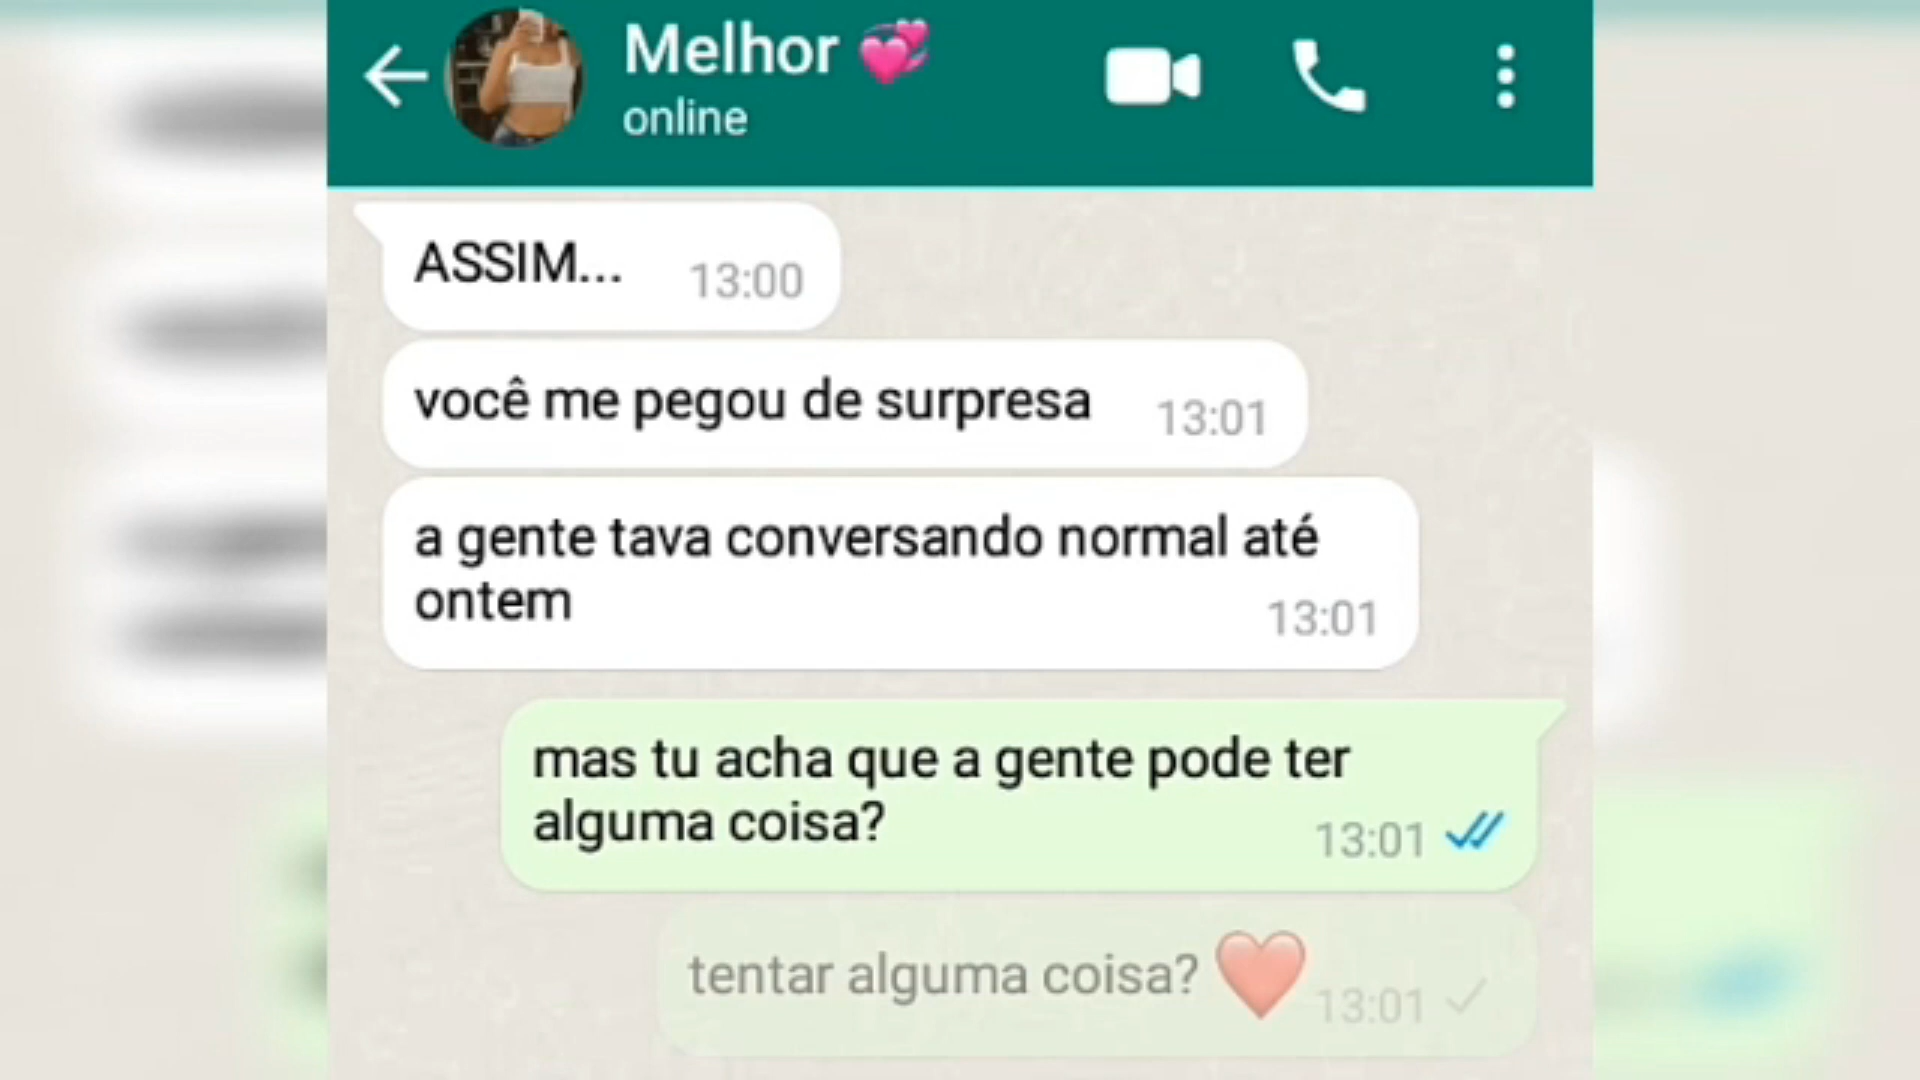 Melhor 💞
online
ASSIM... 13:00
você me pegou de surpresa 13:01
a gente tava conversando normal até
ontem 13:01
mas tu acha que a gente pode ter
alguma coisa? 13:01
tentar alguma coisa? ❤️ 13:01